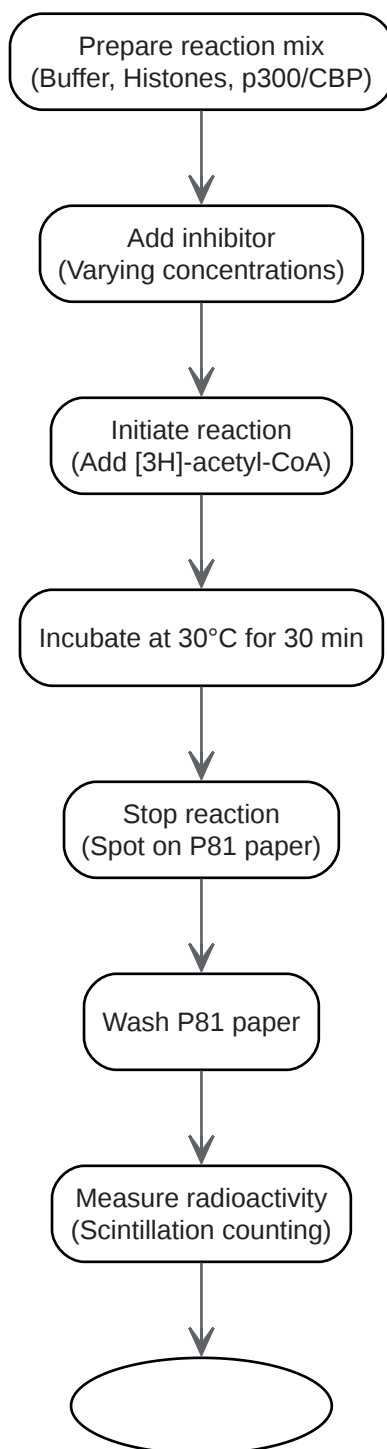 Prepare reaction mix
(Buffer, Histones, p300/CBP)
Add inhibitor
(Varying concentrations)
Initiate reaction
(Add [3H]-acetyl-CoA)
Incubate at 30°C for 30 min
Stop reaction
(Spot on P81 paper)
Wash P81 paper
Measure radioactivity
(Scintillation counting)